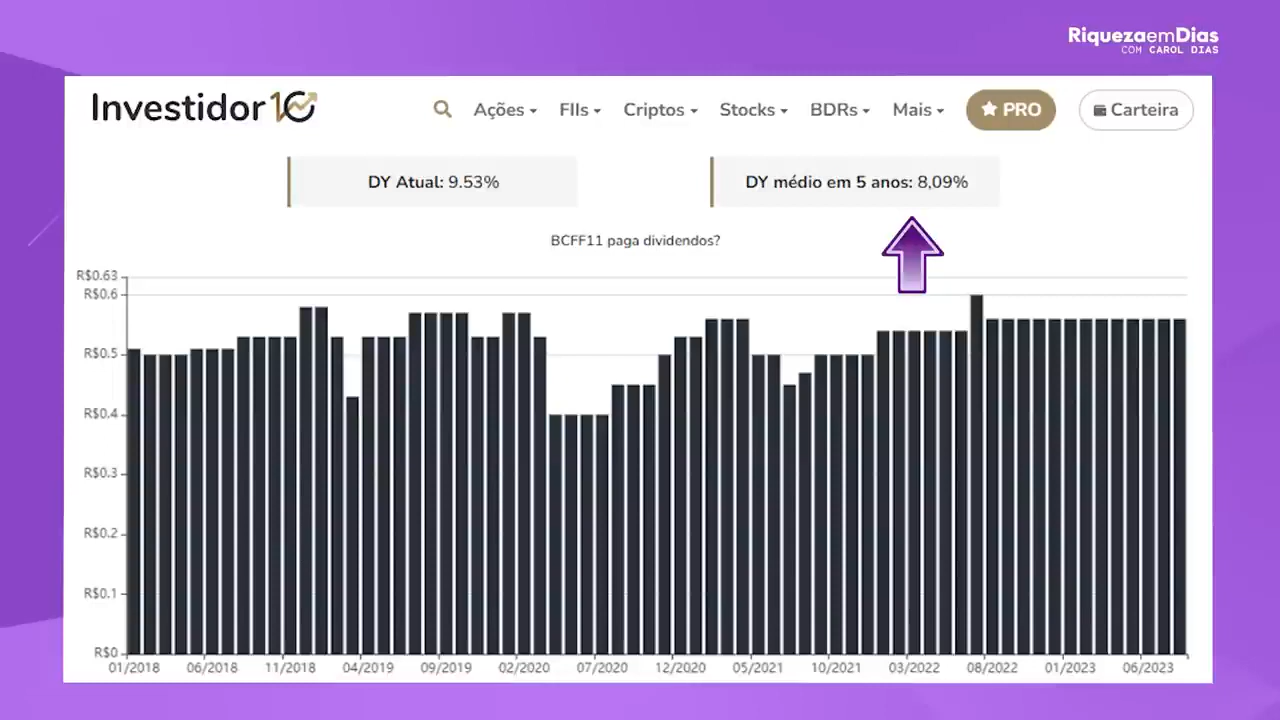 RiquezaemDias
COM CAROL DIAS
Investidor 10
Ações
FIIs
Criptos
Stocks
BDRs
Mais
PRO
Carteira
DY Atual: 9.53%
DY médio em 5 anos: 8,09%
BCFF11 paga dividendos?
R$0.63
R$0.6
R$0.5
R$0.4
R$0.3
R$0.2
R$0.1
R$0
01/2018 06/2018 11/2018 04/2019 09/2019 02/2020 07/2020 12/2020 05/2021 10/2021 03/2022 08/2022 01/2023 06/2023